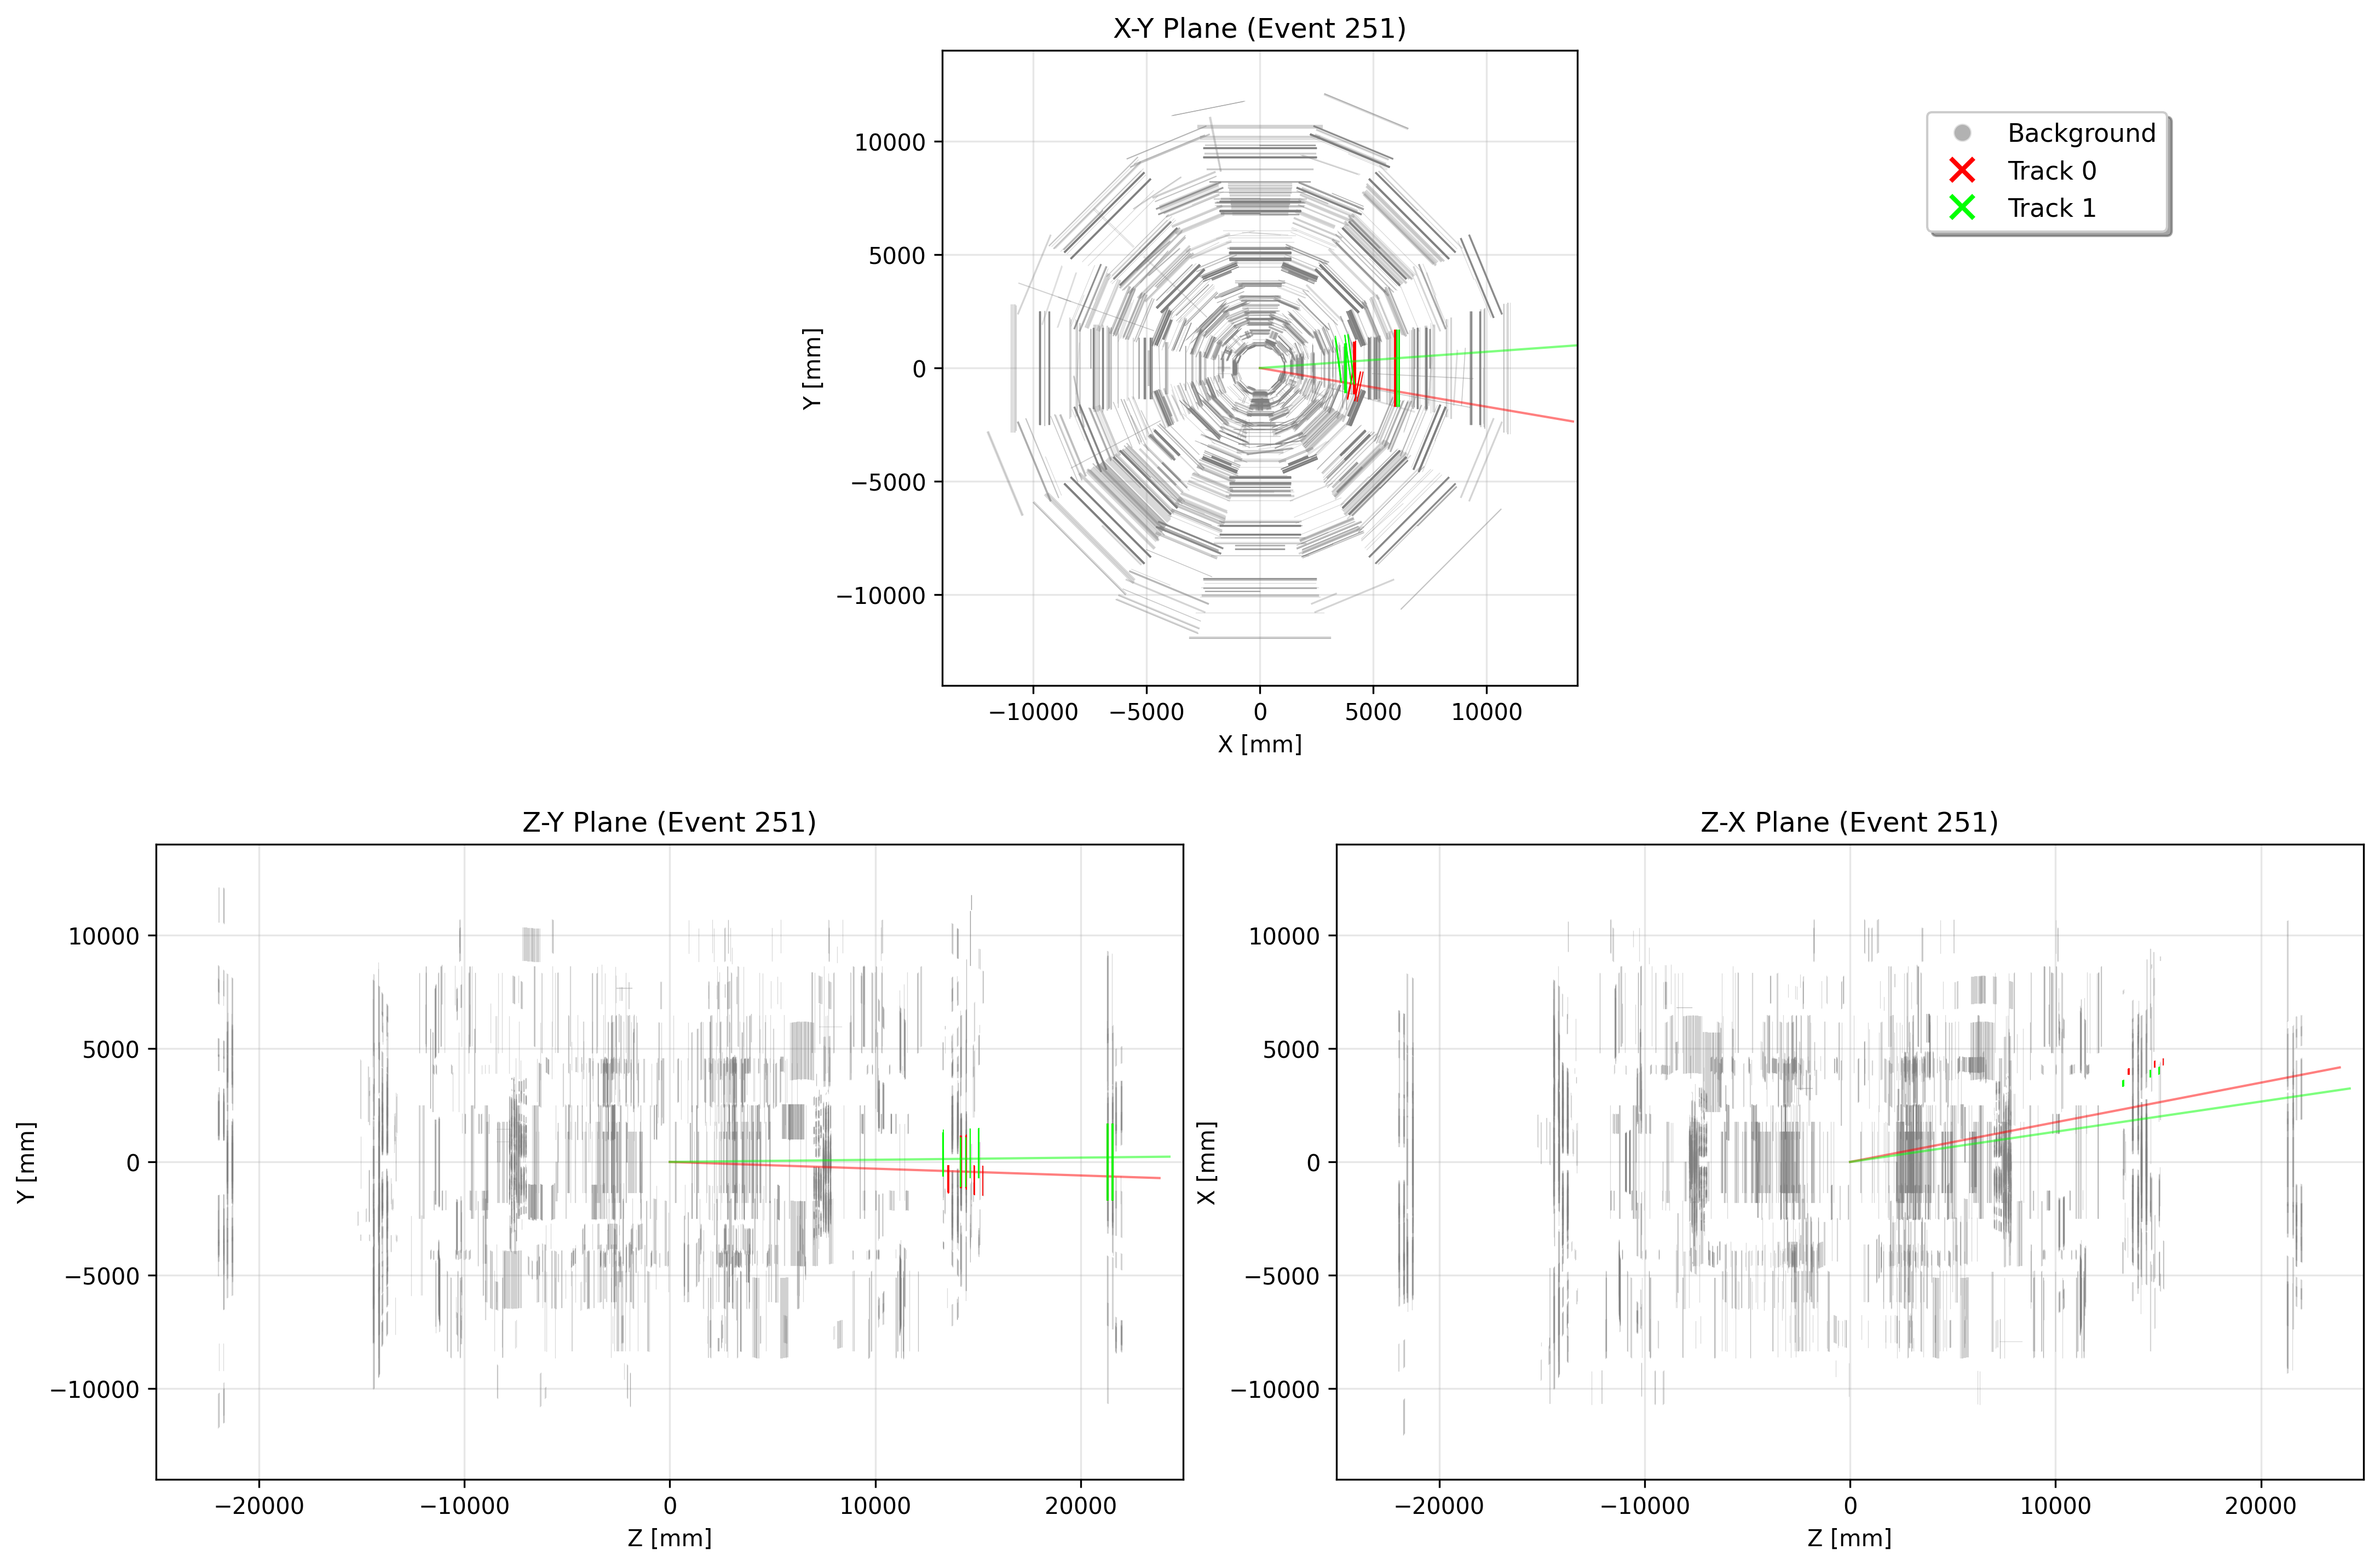 X-Y Plane (Event 251)
10000
5000
0
−5000
−10000
Y [mm]
−10000 −5000 0 5000 10000
X [mm]
Background
Track 0
Track 1
Z-Y Plane (Event 251)
10000
5000
0
−5000
−10000
Y [mm]
−20000 −10000 0 10000 20000
Z [mm]
Z-X Plane (Event 251)
10000
5000
0
−5000
−10000
X [mm]
−20000 −10000 0 10000 20000
Z [mm]